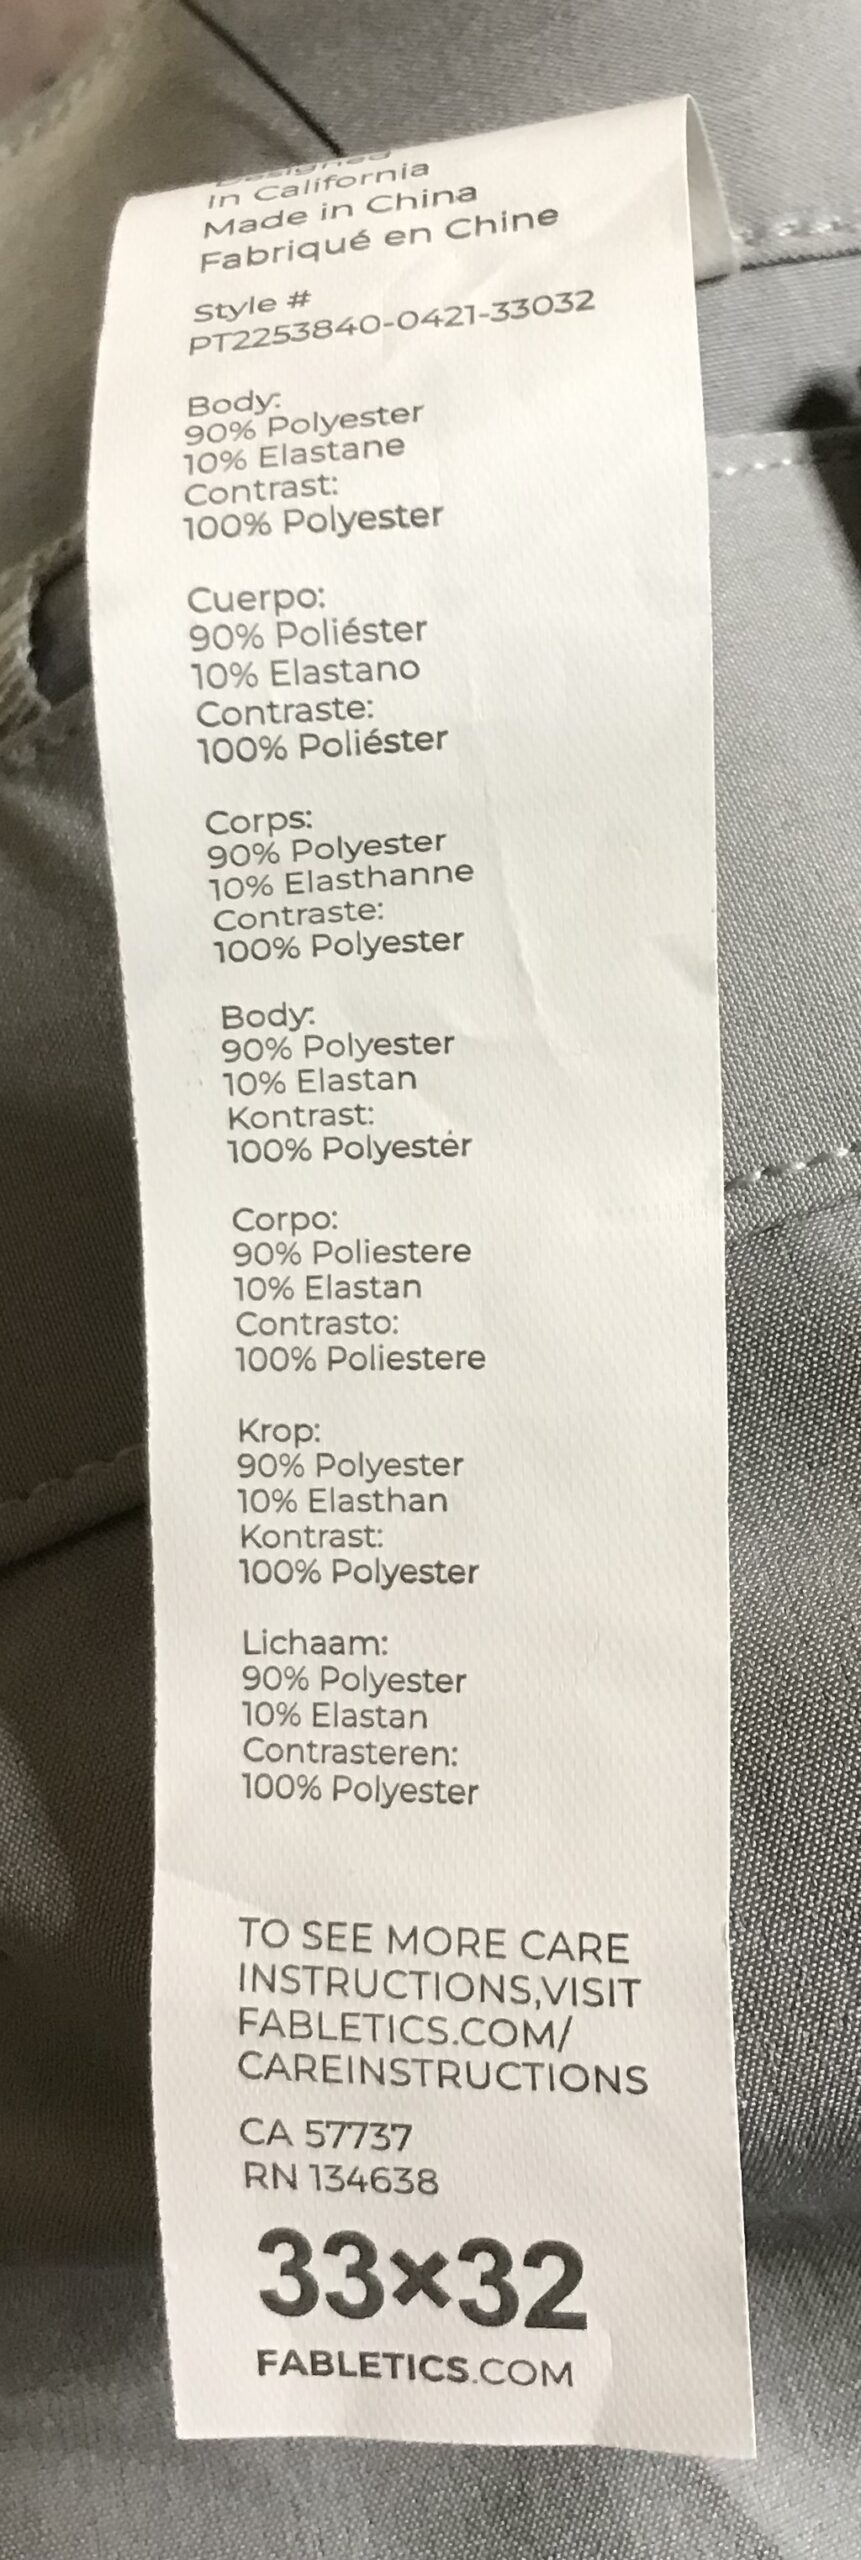 Designed
In California
Made in China
Fabriqué en Chine
Style #
PT2253840-0421-33032
Body:
90% Polyester
10% Elastane
Contrast:
100% Polyester
Cuerpo:
90% Poliéster
10% Elastano
Contraste:
100% Poliéster
Corps:
90% Polyester
10% Elasthanne
Contraste:
100% Polyester
Body:
90% Polyester
10% Elastan
Kontrast:
100% Polyester
Corpo:
90% Poliestere
10% Elastan
Contrasto:
100% Poliestere
Krop:
90% Polyester
10% Elasthan
Kontrast:
100% Polyester
Lichaam:
90% Polyester
10% Elastan
Contrasteren:
100% Polyester
TO SEE MORE CARE
INSTRUCTIONS,VISIT
FABLETICS.COM/
CAREINSTRUCTIONS
CA 57737
RN 134638
33×32
FABLETICS.COM